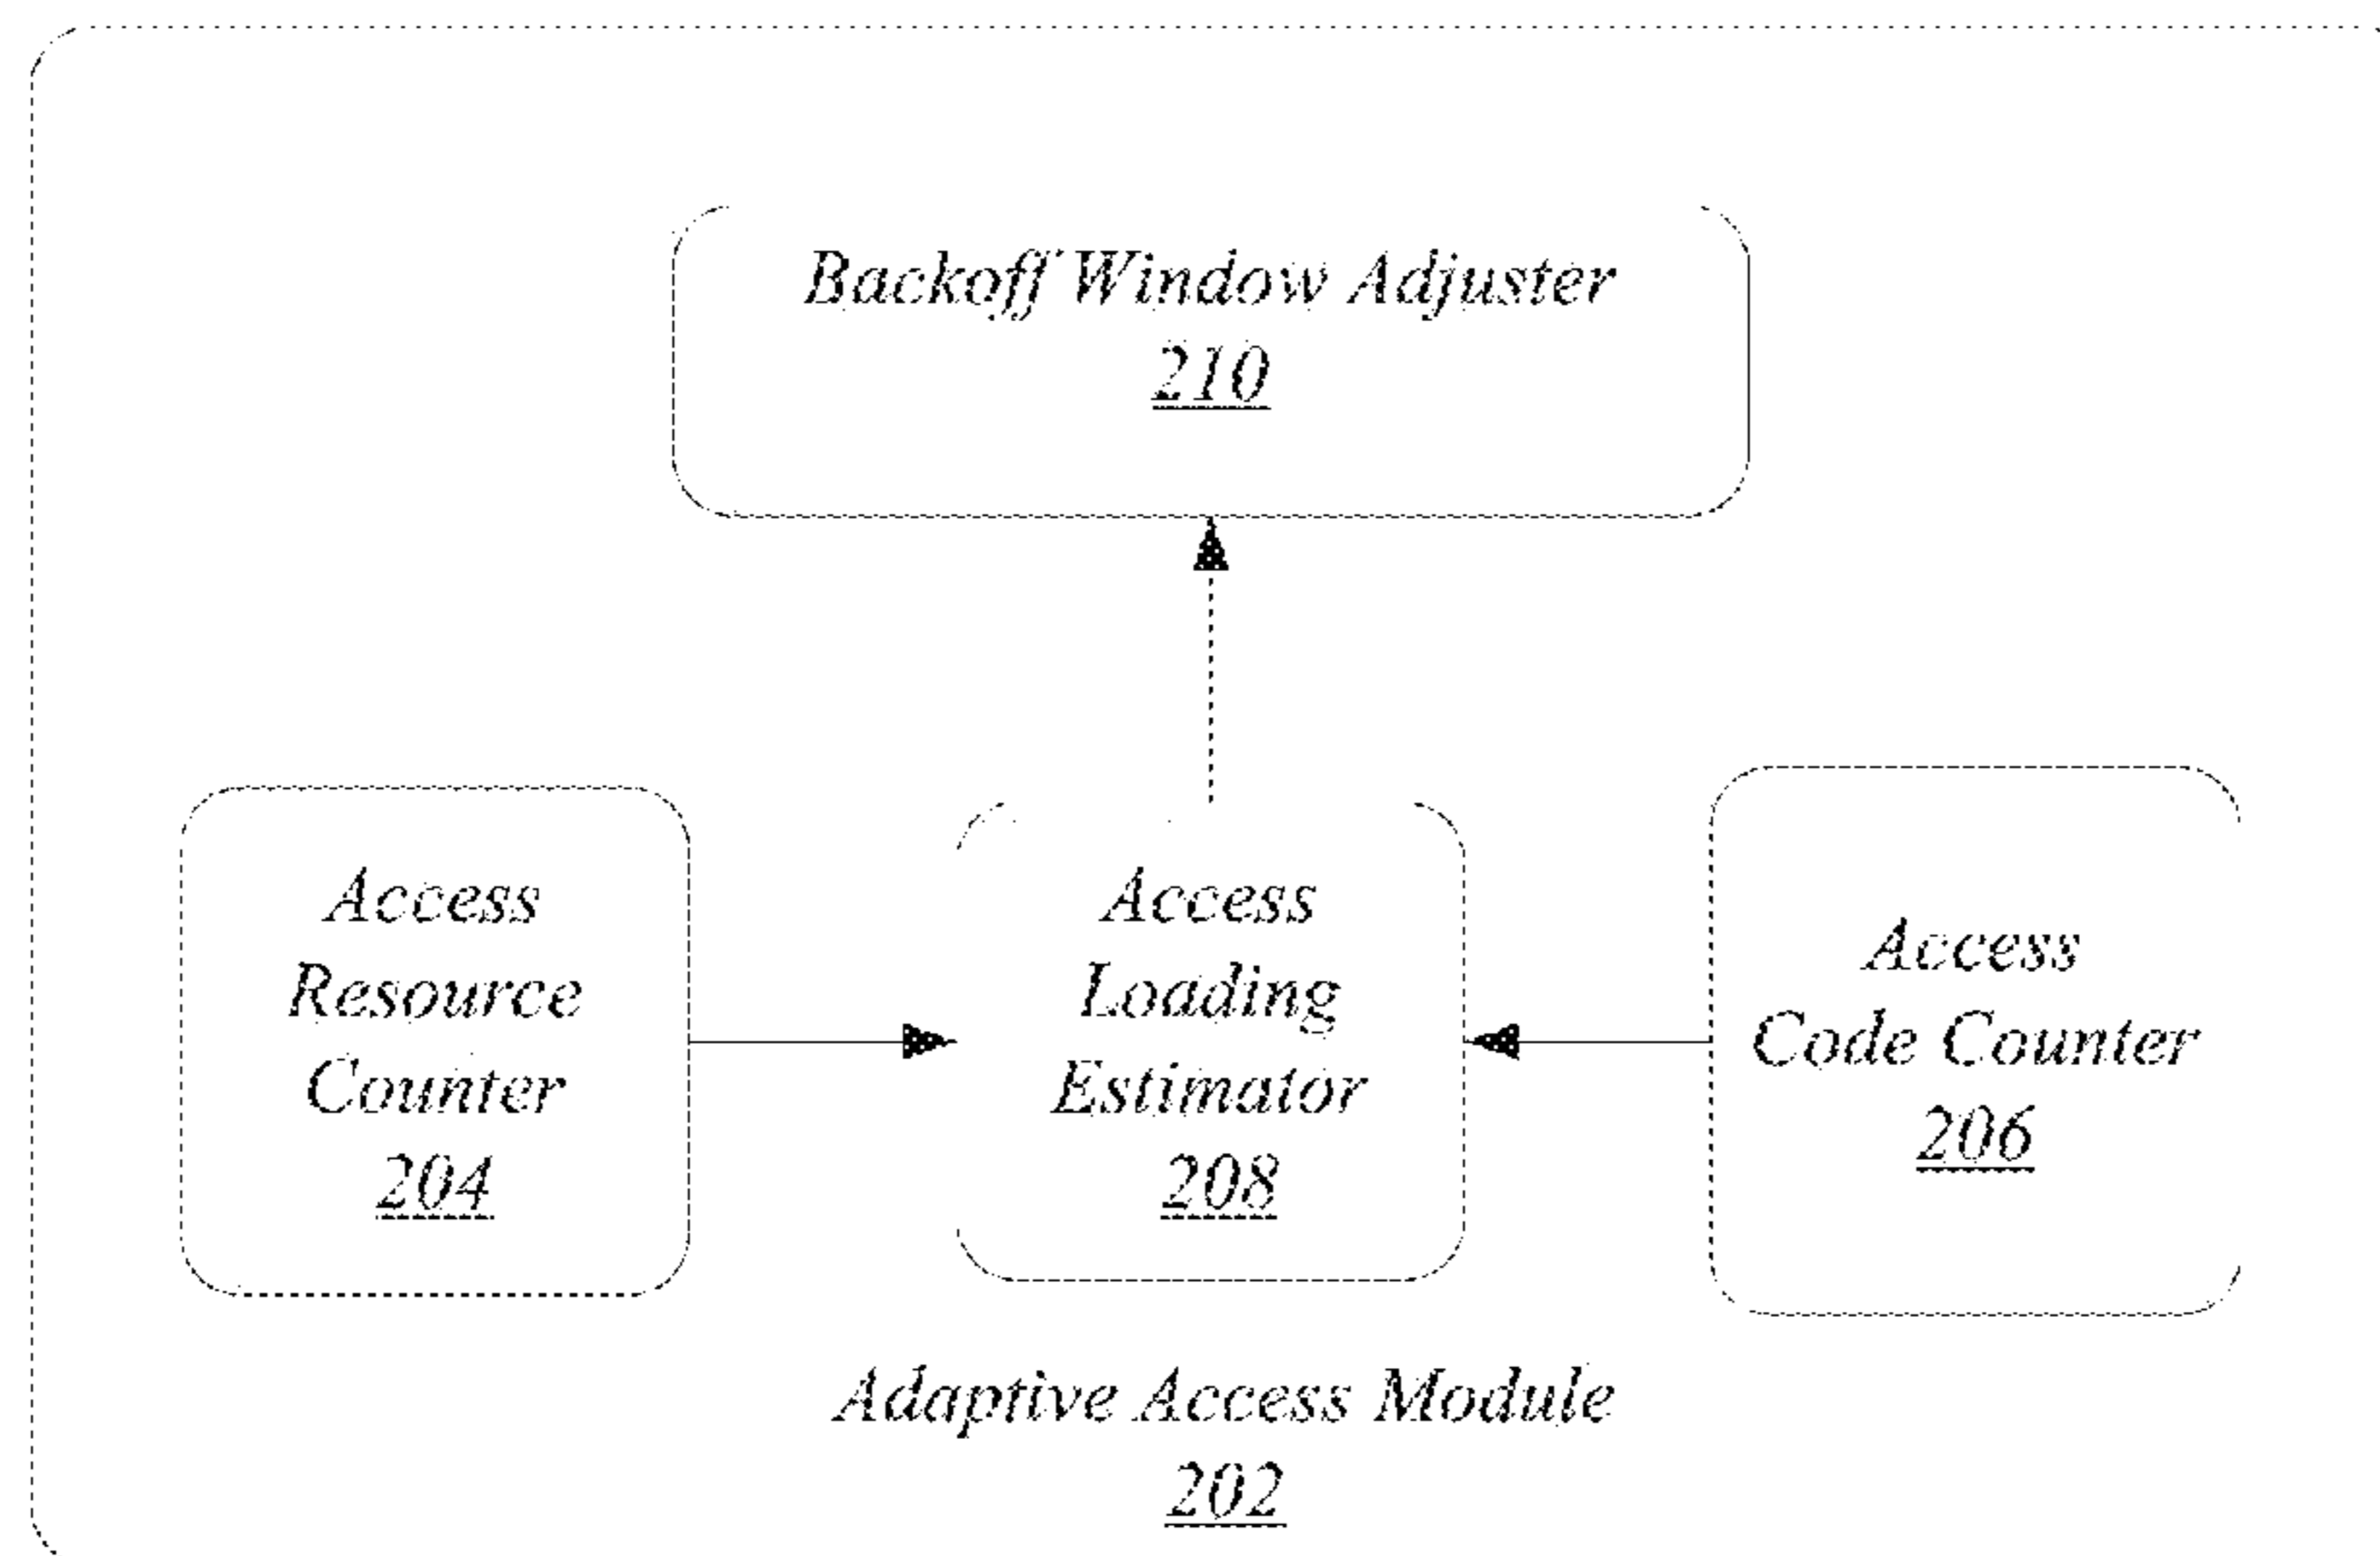 Backoff Window Adjuster
210
Access
Resource
Counter
204
Access
Loading
Estimator
208
Access
Code Counter
206
Adaptive Access Module
202